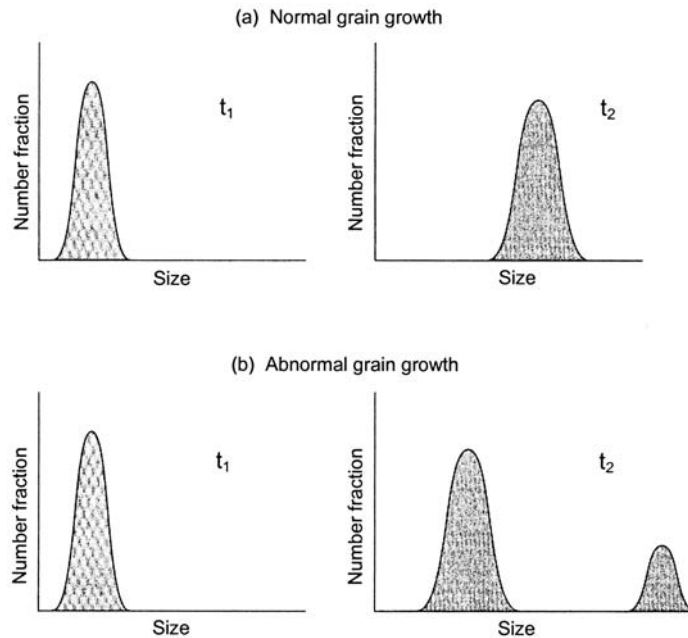 (a) Normal grain growth
Number fraction
t₁
Size
Number fraction
t₂
Size
(b) Abnormal grain growth
Number fraction
t₁
Size
Number fraction
t₂
Size